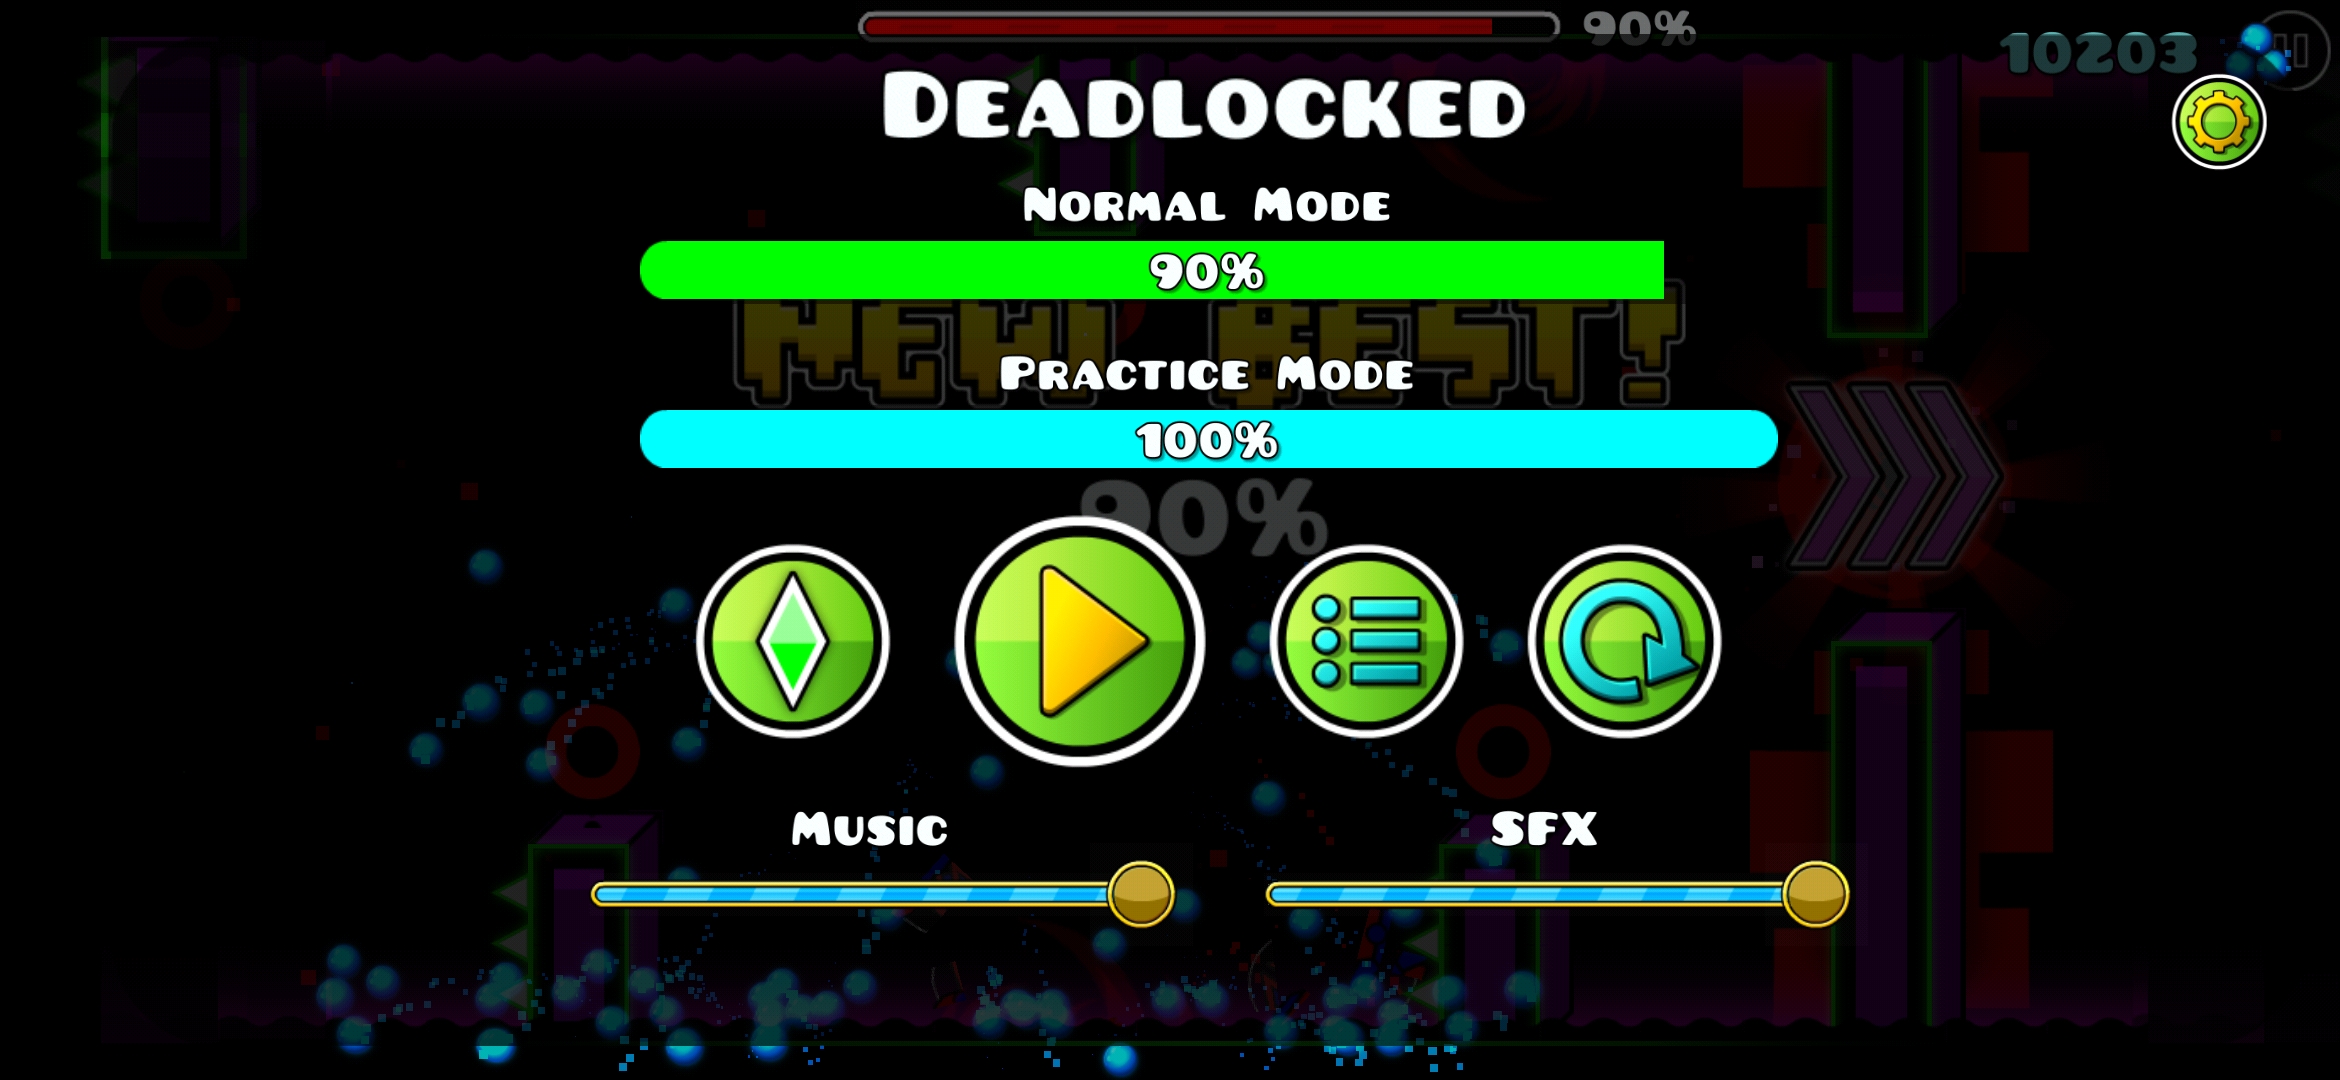 90%
10203
DEADLOCKED
NORMAL MODE
90%
NEW BEST!
PRACTICE MODE
100%
90%
MUSIC
SFX